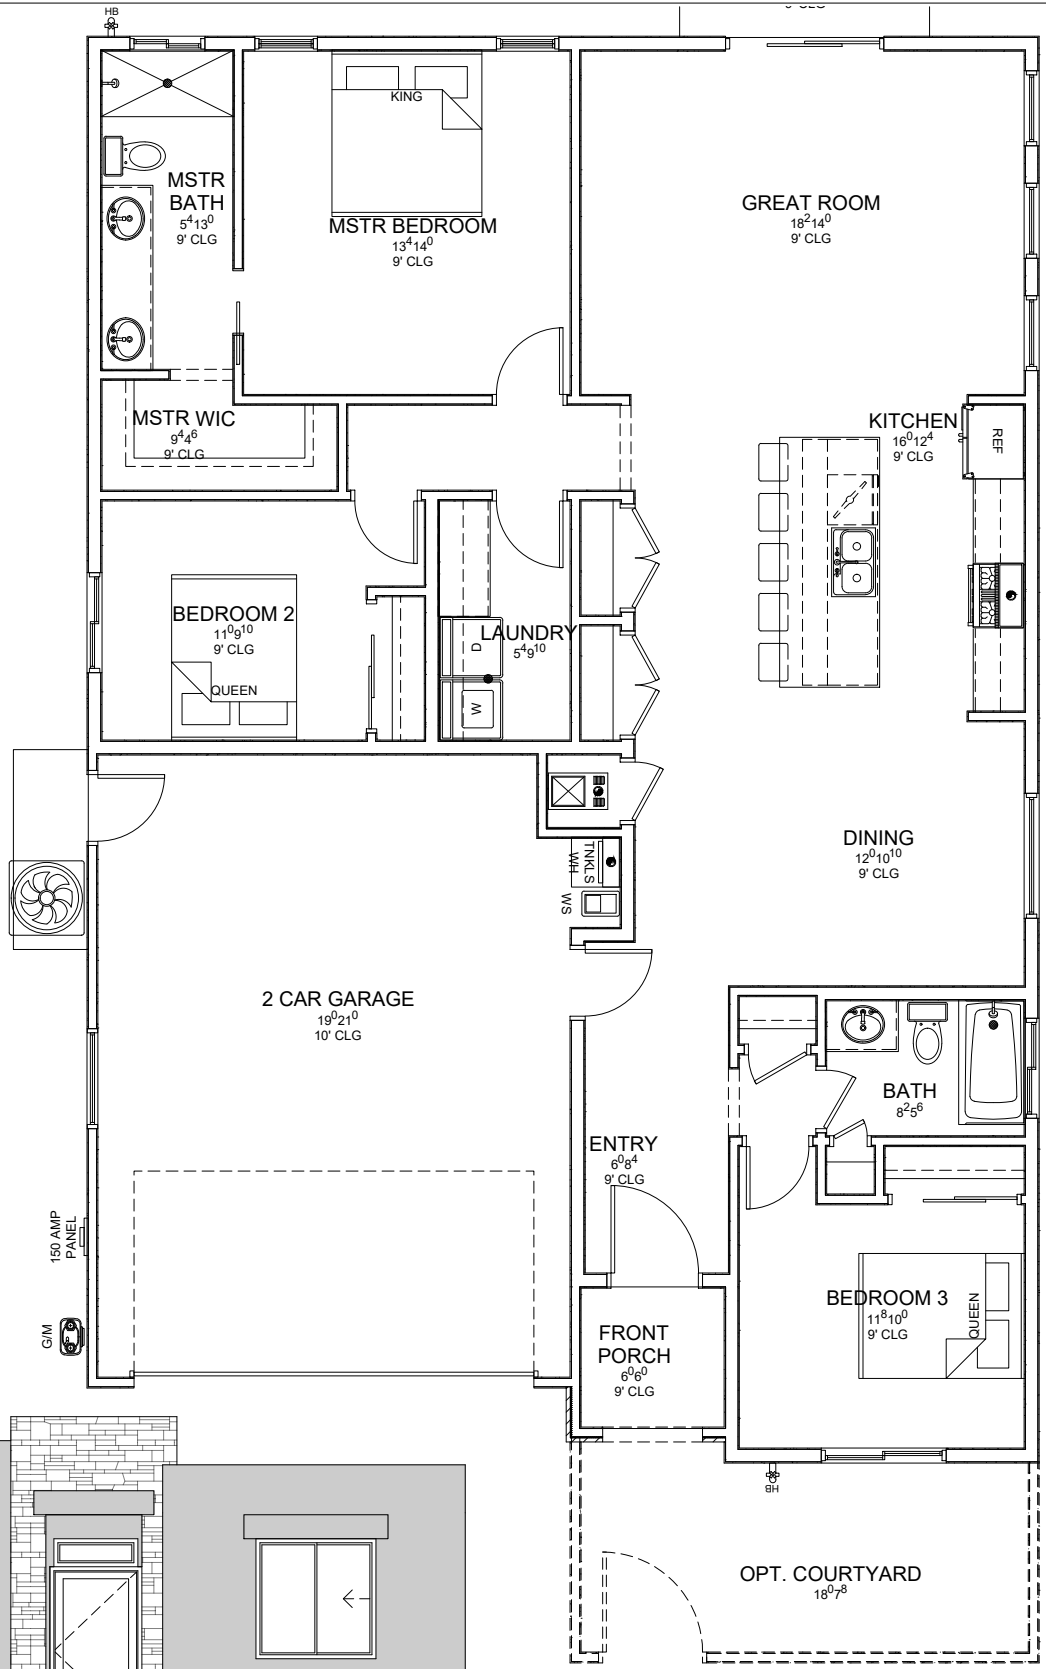 HB
9' CLG
KING
MSTR
BATH
5⁴13⁰
9' CLG
MSTR BEDROOM
13⁴14⁰
9' CLG
GREAT ROOM
18²14⁰
9' CLG
MSTR WIC
9⁴4⁶
9' CLG
KITCHEN
16⁰12⁴
9' CLG
REF
BEDROOM 2
11⁰9¹⁰
9' CLG
QUEEN
LAUNDRY
5⁴9¹⁰
D
W
TNKLS
WH
WS
DINING
12⁰10¹⁰
9' CLG
2 CAR GARAGE
19⁰21⁰
10' CLG
BATH
8²5⁶
ENTRY
6⁰8⁴
9' CLG
150 AMP
PANEL
G/M
FRONT
PORCH
6⁰6⁰
9' CLG
BEDROOM 3
11⁸10⁰
9' CLG
QUEEN
HB
OPT. COURTYARD
18⁰7⁸